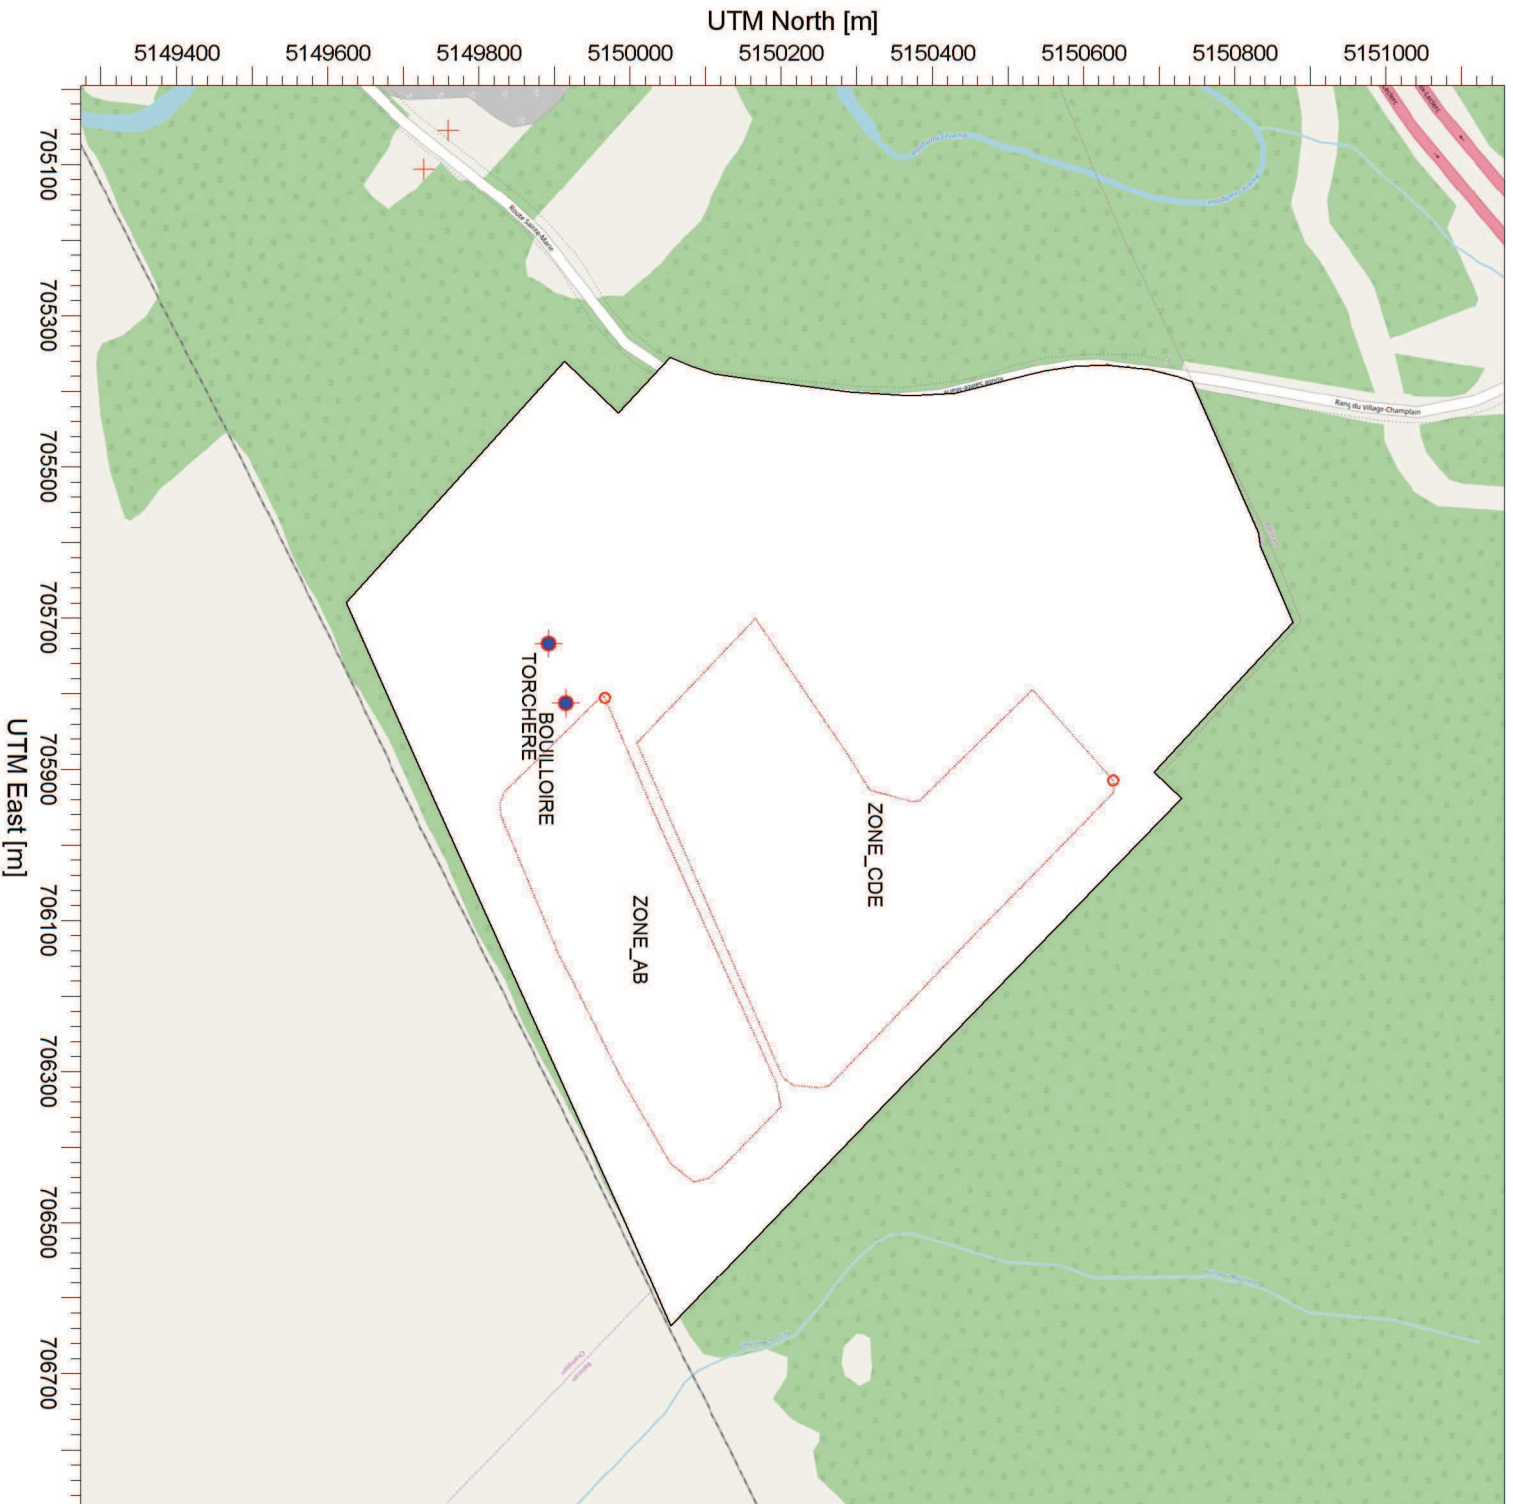 UTM North [m]
5149400 5149600 5149800 5150000 5150200 5150400 5150600 5150800 5151000
705100
705300
705500
705700
705900
706100
706300
706500
706700
UTM East [m]
Route Sainte-Marie
Rang du Village-Champlain
TORCHERE
BOUILLOIRE
ZONE_CDE
ZONE_AB
Champlain